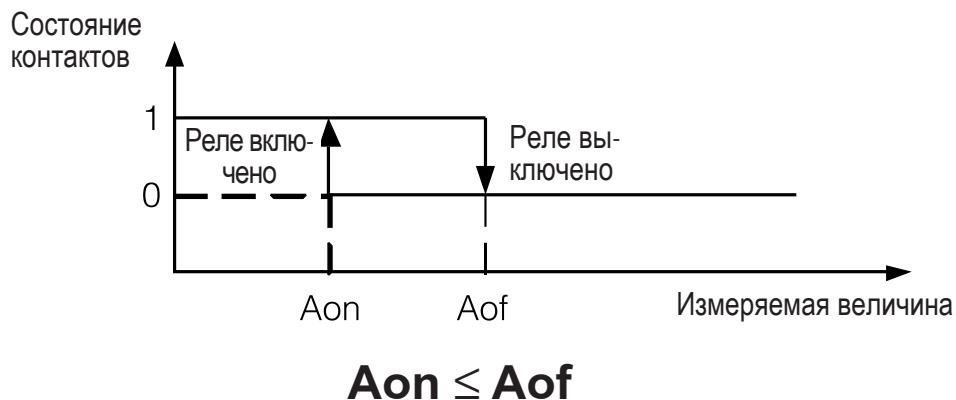 Состояние
контактов
1
Реле вклю-
чено
Реле вы-
ключено
0
Aon
Aof
Измеряемая величина
Aon ≤ Aof